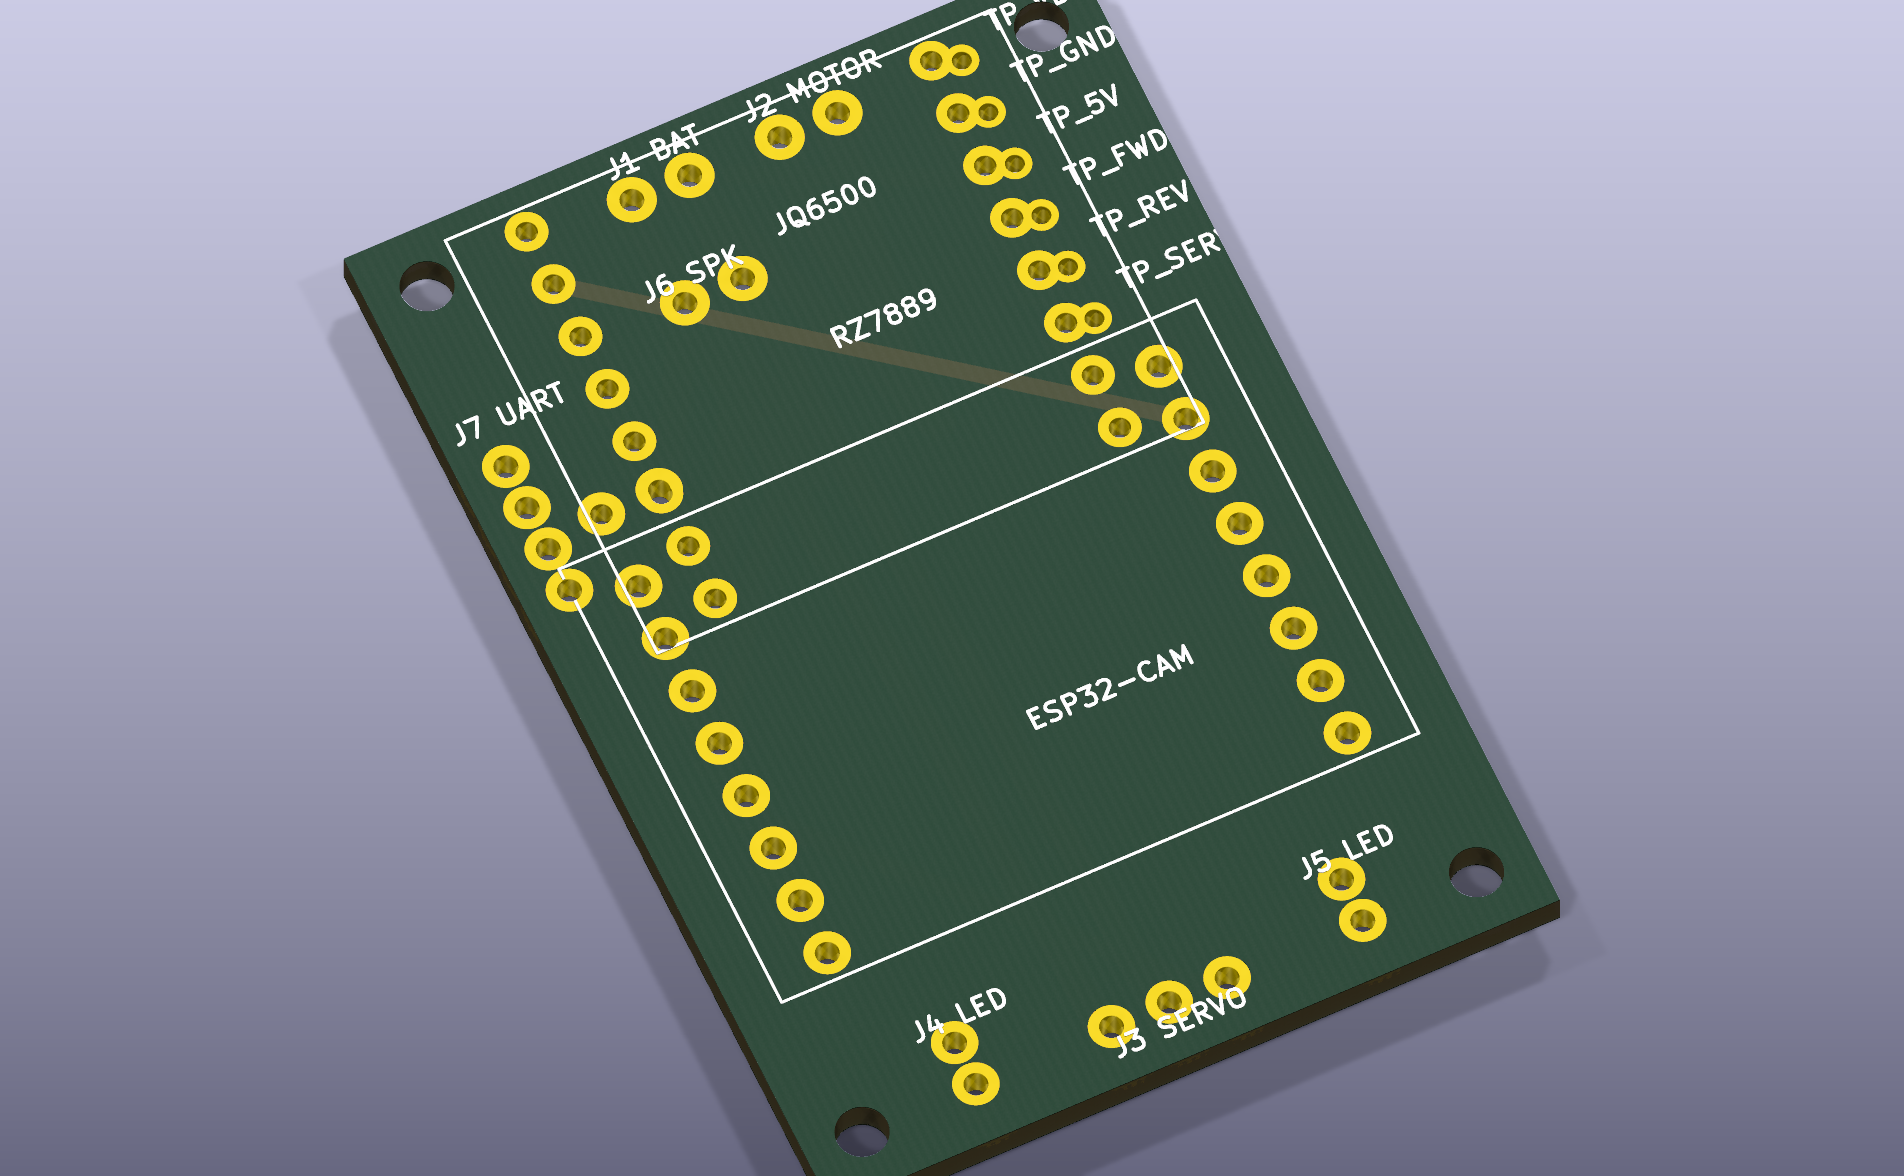 TP_GND
J2 MOTOR
TP_5V
J1 BAT
TP_FWD
JQ6500
TP_REV
J6 SPK
TP_SER
RZ7889
J7 UART
ESP32-CAM
J5 LED
J4 LED
J3 SERVO